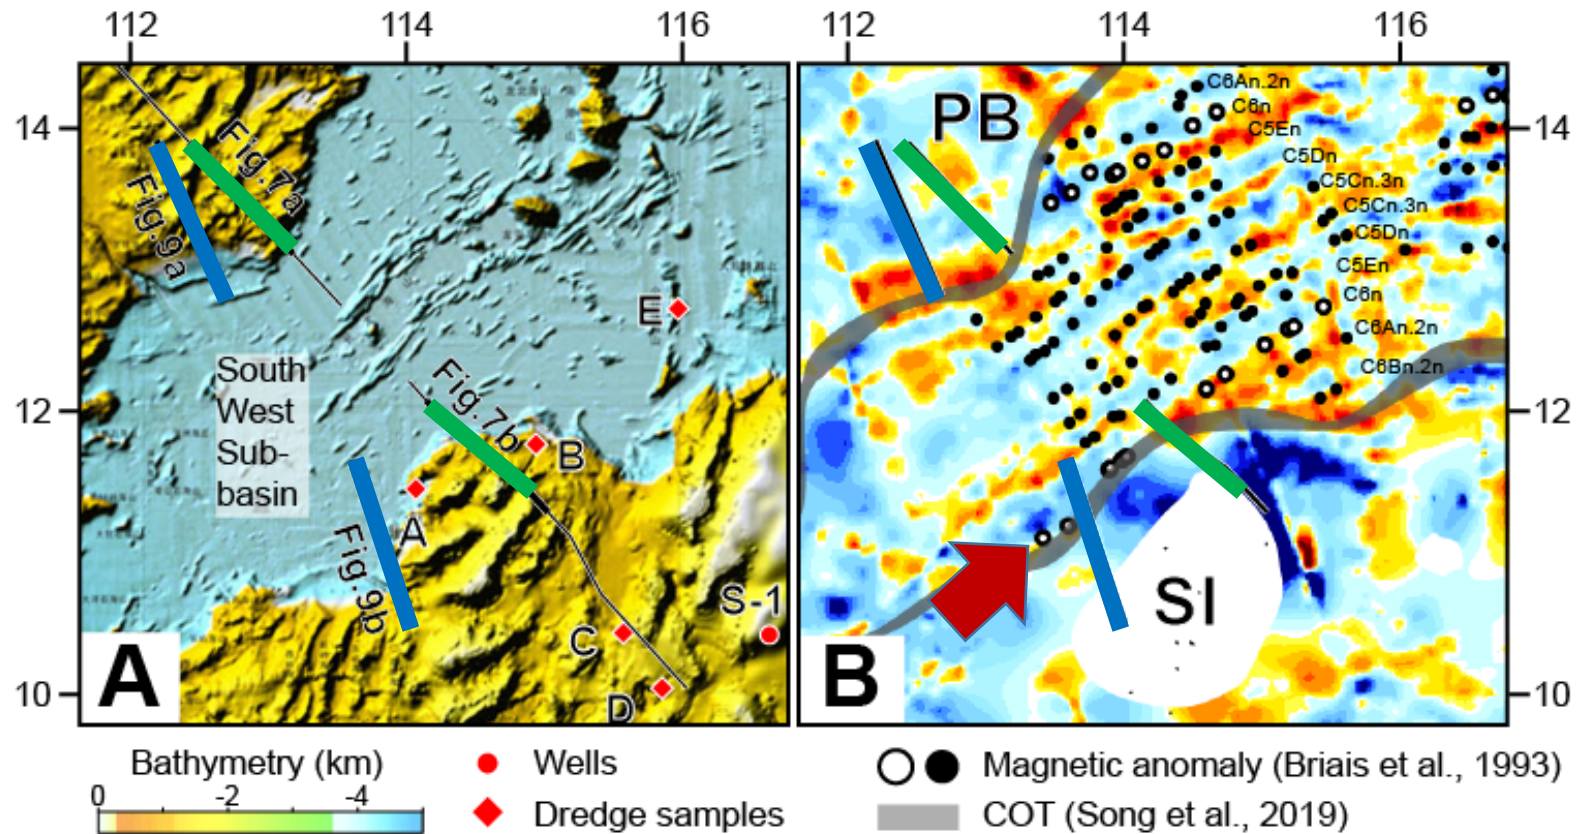 112
114
116
112
114
116
14
12
10
14
12
10
Fig.7a
Fig.9a
South
West
Sub-
basin
Fig.7b
Fig.9b
A
B
C
D
E
S-1
A
PB
C6An.2n
C6n
C5En
C5Dn
C5Cn.3n
C5Cn.3n
C5Dn
C5En
C6n
C6An.2n
C6Bn.2n
SI
B
Bathymetry (km)
0 -2 -4
Wells
Dredge samples
Magnetic anomaly (Briais et al., 1993)
COT (Song et al., 2019)